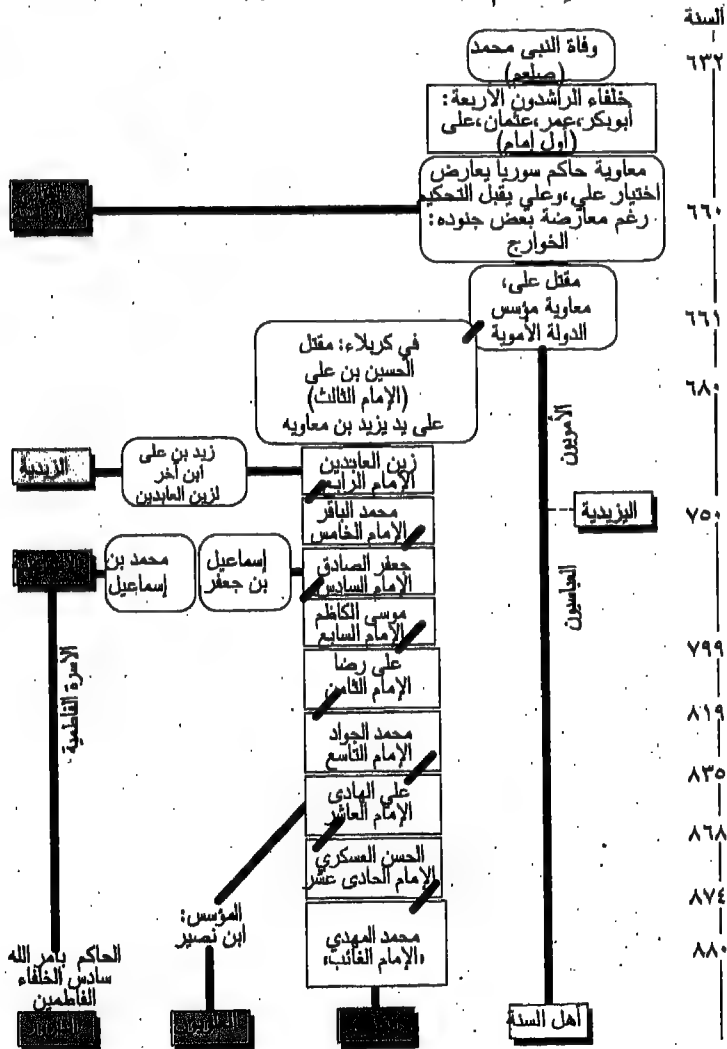 السنة
٦٣٢
وفاة النبى محمد
(صلعم)
خلفاء الراشدون الأربعة:
أبوبكر،عمر،عثمان،على
(أول إمام)
معاوية حاكم سوريا يعارض
اختيار علي،وعلي يقبل التحكيم
رغم معارضة بعض جنوده:
الخوارج
٦٦٠
مقتل على،
معاوية مؤسس
الدولة الأموية
٦٦١
في كربلاء: مقتل
الحسين بن على
(الإمام الثالث)
على يد يزيد بن معاويه
٦٨٠
الأمويون
زين العابدين
الإمام الرابع
زيد بن على
ابن آخر
لزين العابدين
الزيدية
محمد الباقر
الإمام الخامس
اليزيدية
٧٥٠
العباسيون
جعفر الصادق
الإمام السادس
إسماعيل
بن جعفر
محمد بن
إسماعيل
موسى الكاظم
الإمام السابع
٧٩٩
على رضا
الإمام الثامن
الأسرة الفاطمية
٨١٩
محمد الجواد
الإمام التاسع
٨٣٥
علي الهادى
الإمام العاشر
٨٦٨
الحسن العسكري
الإمام الحادى عشر
٨٧٤
محمد المهدي
«الإمام الغائب»
٨٨٠
المؤسس:
ابن نصير
الحاكم بأمر الله
سادس الخلفاء
الفاطمين
أهل السنة